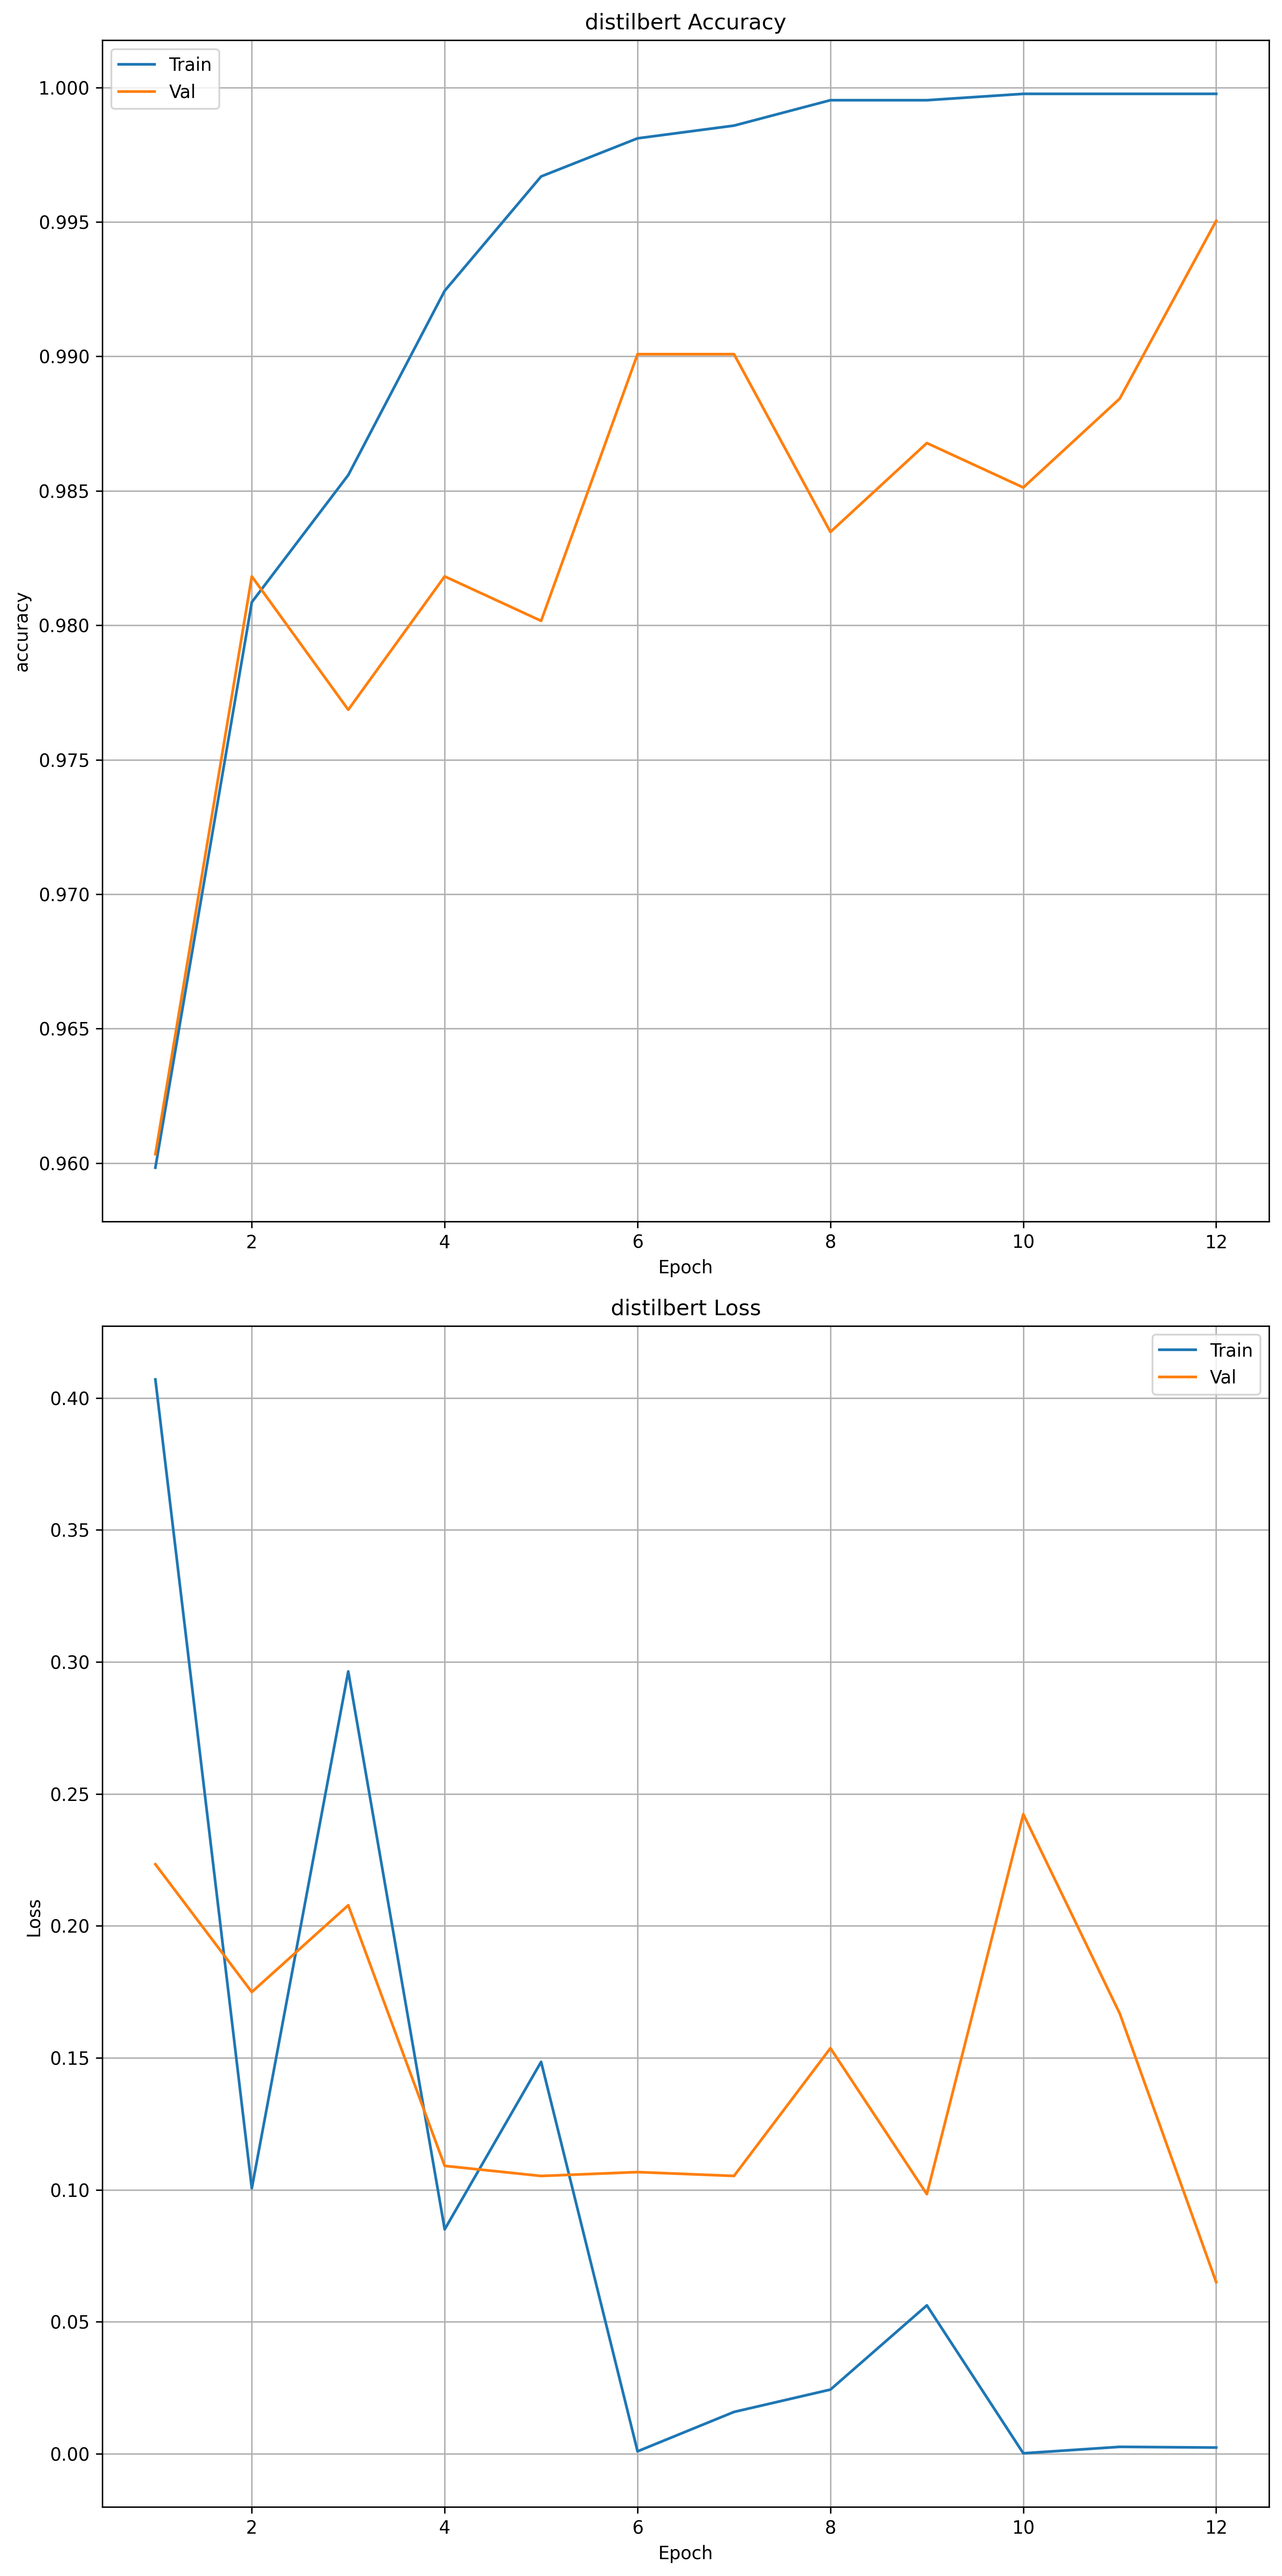 distilbert Accuracy
Train
Val
1.000
0.995
0.990
0.985
0.980
0.975
0.970
0.965
0.960
accuracy
2 4 6 8 10 12
Epoch
distilbert Loss
Train
Val
0.40
0.35
0.30
0.25
0.20
0.15
0.10
0.05
0.00
Loss
2 4 6 8 10 12
Epoch